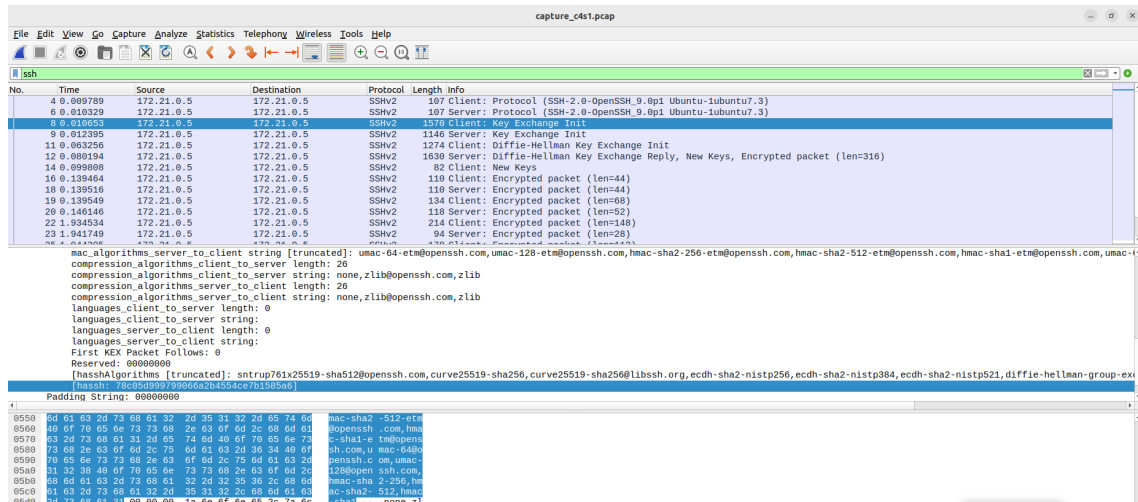 capture_c4s1.pcap
File Edit View Go Capture Analyze Statistics Telephony Wireless Tools Help
ssh
No. Time Source Destination Protocol Length Info
4 0.009789 172.21.0.5 172.21.0.5 SSHv2 107 Client: Protocol (SSH-2.0-OpenSSH_9.0p1 Ubuntu-1ubuntu7.3)
6 0.010329 172.21.0.5 172.21.0.5 SSHv2 107 Server: Protocol (SSH-2.0-OpenSSH_9.0p1 Ubuntu-1ubuntu7.3)
8 0.010653 172.21.0.5 172.21.0.5 SSHv2 1570 Client: Key Exchange Init
9 0.012395 172.21.0.5 172.21.0.5 SSHv2 1146 Server: Key Exchange Init
11 0.063256 172.21.0.5 172.21.0.5 SSHv2 1274 Client: Diffie-Hellman Key Exchange Init
12 0.080194 172.21.0.5 172.21.0.5 SSHv2 1630 Server: Diffie-Hellman Key Exchange Reply, New Keys, Encrypted packet (len=316)
14 0.099808 172.21.0.5 172.21.0.5 SSHv2 82 Client: New Keys
16 0.139464 172.21.0.5 172.21.0.5 SSHv2 110 Client: Encrypted packet (len=44)
18 0.139516 172.21.0.5 172.21.0.5 SSHv2 110 Server: Encrypted packet (len=44)
19 0.139549 172.21.0.5 172.21.0.5 SSHv2 134 Client: Encrypted packet (len=68)
20 0.146146 172.21.0.5 172.21.0.5 SSHv2 118 Server: Encrypted packet (len=52)
22 1.934534 172.21.0.5 172.21.0.5 SSHv2 214 Client: Encrypted packet (len=148)
23 1.941749 172.21.0.5 172.21.0.5 SSHv2 94 Server: Encrypted packet (len=28)
mac_algorithms_server_to_client string [truncated]: umac-64-etm@openssh.com,umac-128-etm@openssh.com,hmac-sha2-256-etm@openssh.com,hmac-sha2-512-etm@openssh.com,hmac-sha1-etm@openssh.com,umac-
compression_algorithms_client_to_server length: 26
compression_algorithms_client_to_server string: none,zlib@openssh.com,zlib
compression_algorithms_server_to_client length: 26
compression_algorithms_server_to_client string: none,zlib@openssh.com,zlib
languages_client_to_server length: 0
languages_client_to_server string:
languages_server_to_client length: 0
languages_server_to_client string:
First KEX Packet Follows: 0
Reserved: 00000000
[hasshAlgorithms [truncated]: sntrup761x25519-sha512@openssh.com,curve25519-sha256,curve25519-sha256@libssh.org,ecdh-sha2-nistp256,ecdh-sha2-nistp384,ecdh-sha2-nistp521,diffie-hellman-group-ex
[hassh: 78c05d999799066a2b4554ce7b1585a6]
Padding String: 00000000
0550 6d 61 63 2d 73 68 61 32 2d 35 31 32 2d 65 74 6d mac-sha2 -512-etm
0560 40 6f 70 65 6e 73 73 68 2e 63 6f 6d 2c 68 6d 61 @openssh .com,hma
0570 63 2d 73 68 61 31 2d 65 74 6d 40 6f 70 65 6e 73 c-sha1-e tm@opens
0580 73 68 2e 63 6f 6d 2c 75 6d 61 63 2d 36 34 40 6f sh.com,u mac-64@o
0590 70 65 6e 73 73 68 2e 63 6f 6d 2c 75 6d 61 63 2d penssh.c om,umac-
05a0 31 32 38 40 6f 70 65 6e 73 73 68 2e 63 6f 6d 2c 128@open ssh.com,
05b0 68 6d 61 63 2d 73 68 61 32 2d 32 35 36 2c 68 6d hmac-sha 2-256,hm
05c0 61 63 2d 73 68 61 32 2d 35 31 32 2c 68 6d 61 63 ac-sha2- 512,hmac